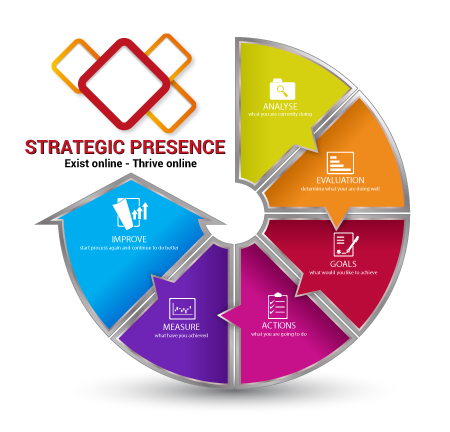 STRATEGIC PRESENCE
Exist online - Thrive online
ANALYSE
what you are currently doing
EVALUATION
determine what your are doing well
GOALS
what would you like to achieve
ACTIONS
what you are going to do
MEASURE
what have you achieved
IMPROVE
start process again and continue to do better